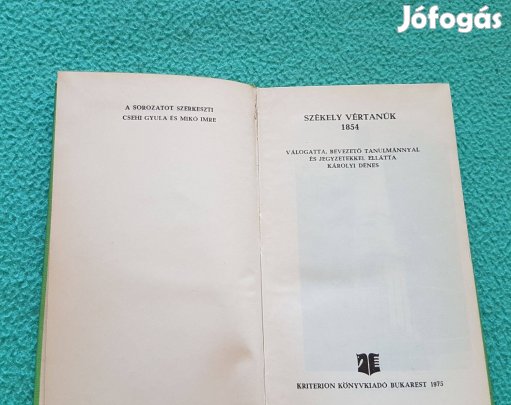 Jófogás
A SOROZATOT SZERKESZTI
CSEHI GYULA ÉS MIKÓ IMRE
SZÉKELY VÉRTANÚK
1854
VÁLOGATTA, BEVEZETŐ TANULMÁNNYAL
ÉS JEGYZETEKKEL ELLÁTTA
KÁROLYI DÉNES
KRITERION KÖNYVKIADÓ BUKAREST 1975